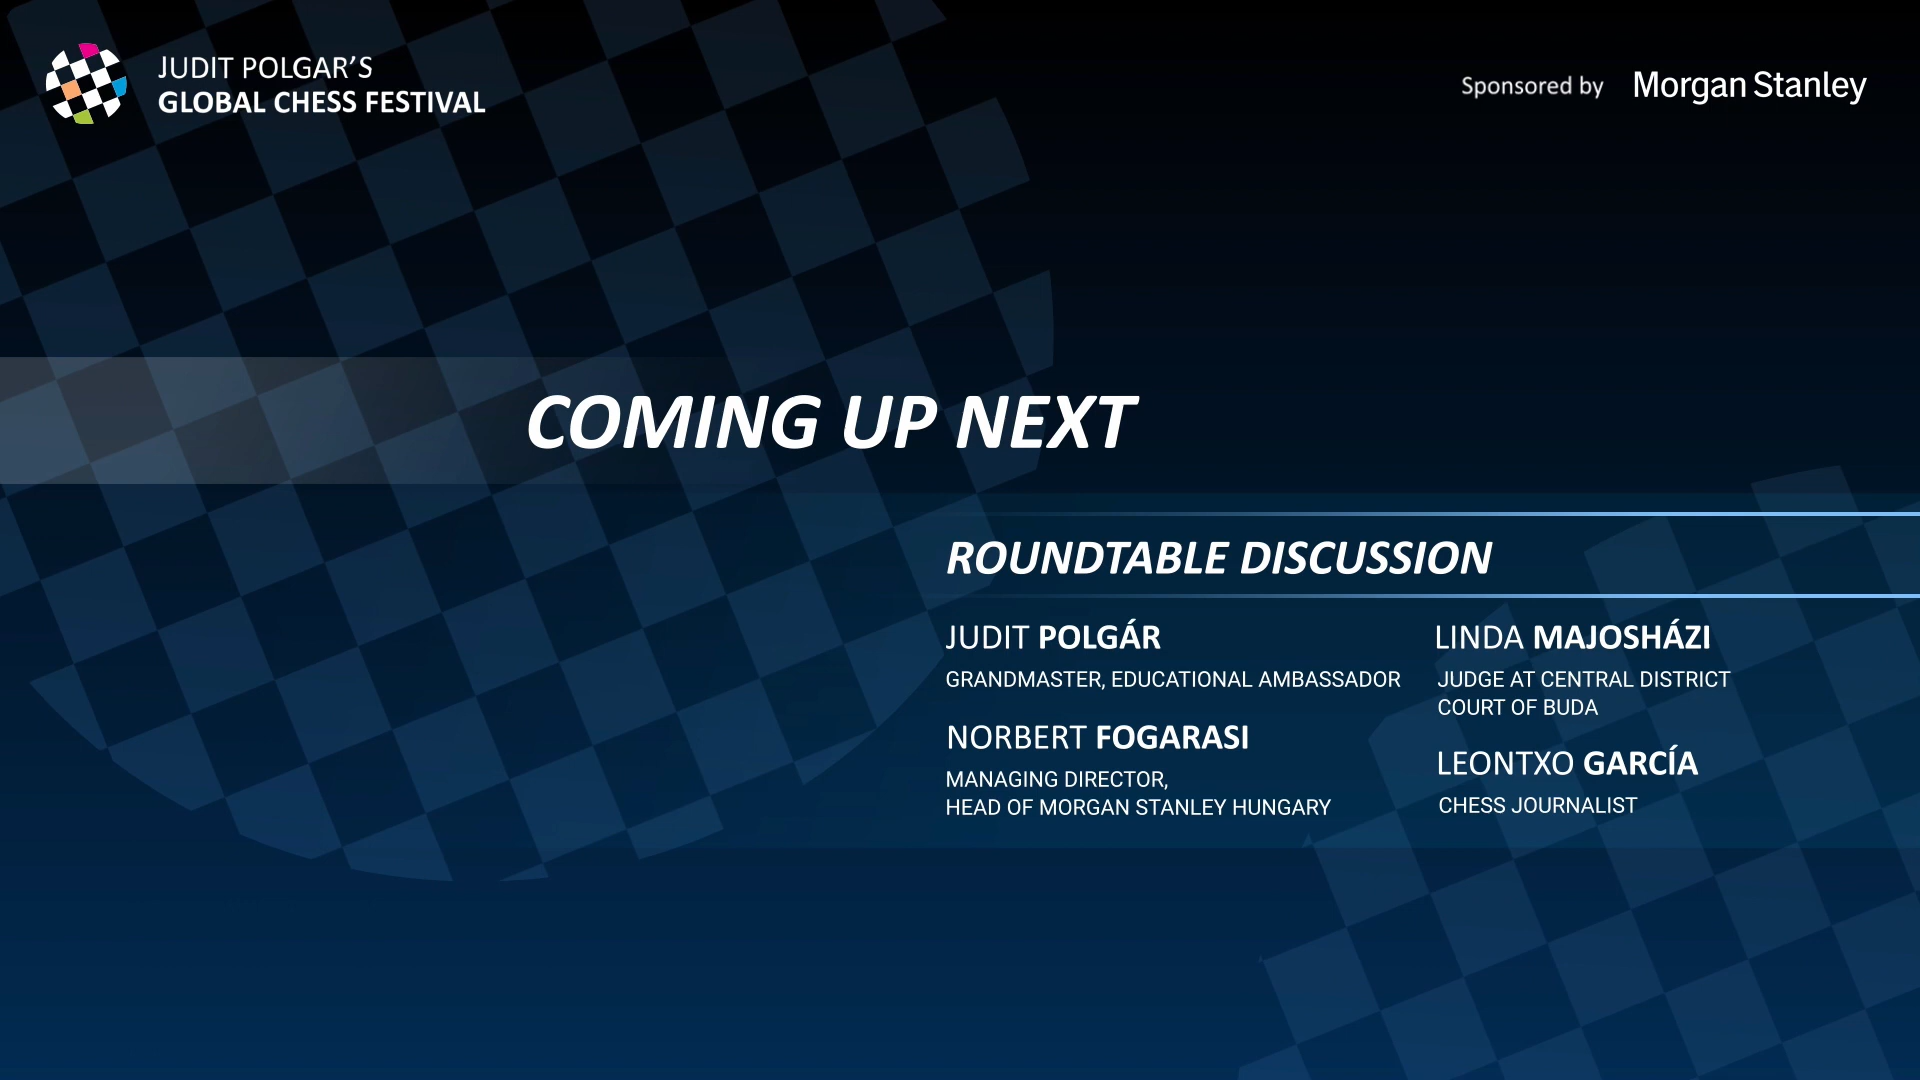 JUDIT POLGAR'S
GLOBAL CHESS FESTIVAL
Sponsored by Morgan Stanley
COMING UP NEXT
ROUNDTABLE DISCUSSION
JUDIT POLGÁR
GRANDMASTER, EDUCATIONAL AMBASSADOR
NORBERT FOGARASI
MANAGING DIRECTOR,
HEAD OF MORGAN STANLEY HUNGARY
LINDA MAJOSHÁZI
JUDGE AT CENTRAL DISTRICT
COURT OF BUDA
LEONTXO GARCÍA
CHESS JOURNALIST